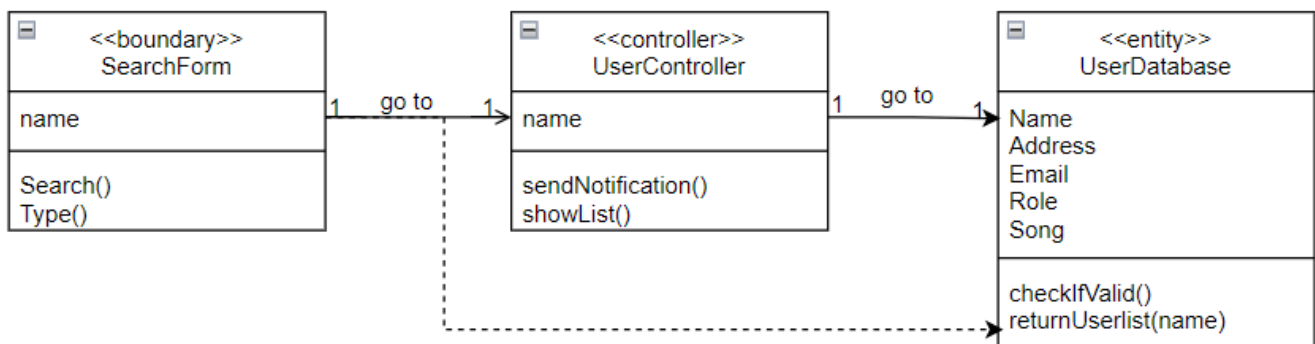 <<boundary>>
SearchForm
name
Search()
Type()
1 go to 1
<<controller>>
UserController
name
sendNotification()
showList()
1 go to 1
<<entity>>
UserDatabase
Name
Address
Email
Role
Song
checkIfValid()
returnUserlist(name)